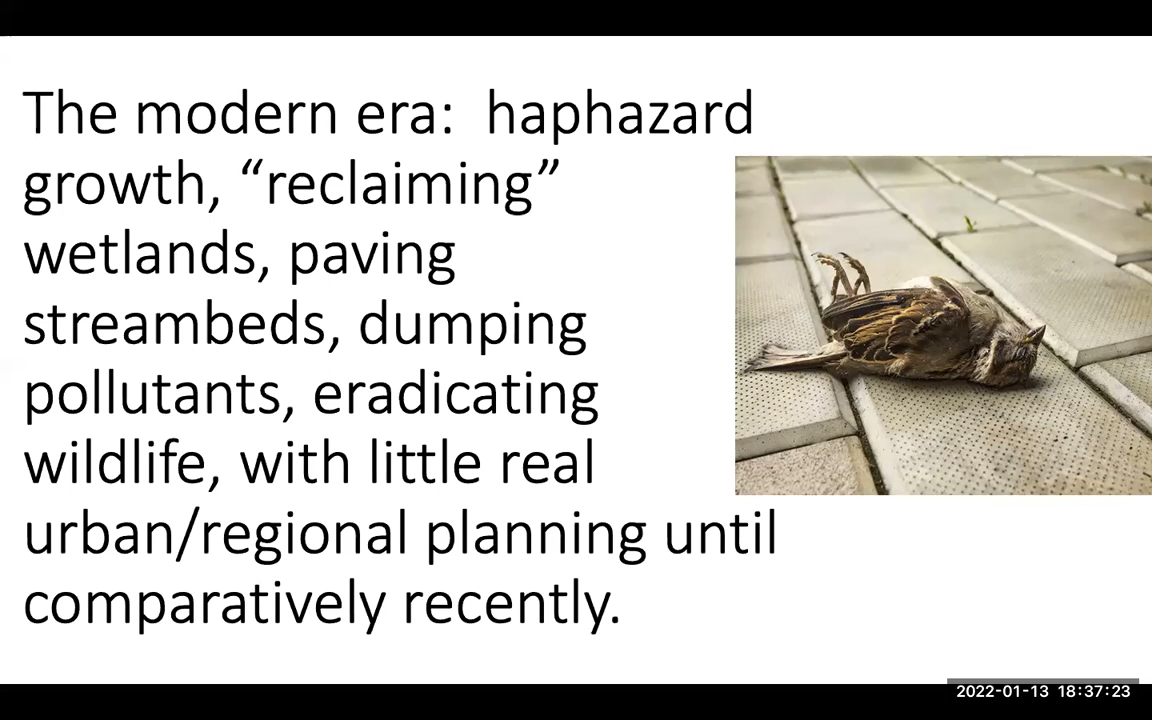 The modern era:  haphazard
growth, “reclaiming”
wetlands, paving
streambeds, dumping
pollutants, eradicating
wildlife, with little real
urban/regional planning until
comparatively recently.
2022-01-13 18:37:23